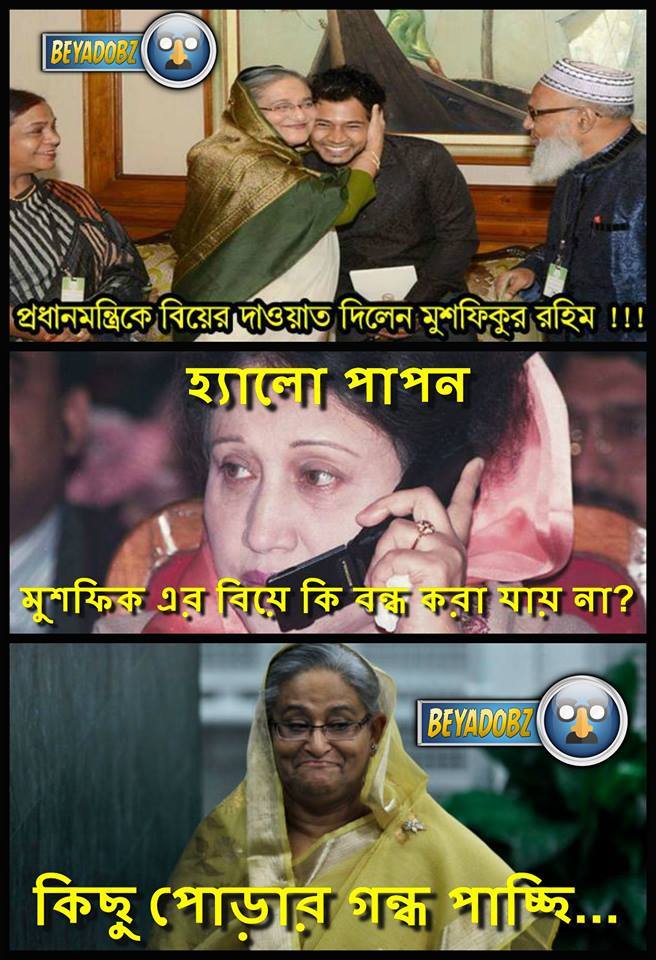 BEYADOBZ
প্রধানমন্ত্রিকে বিয়ের দাওয়াত দিলেন মুশফিকুর রহিম !!!
হ্যালো পাপন
মুশফিক এর বিয়ে কি বন্ধ করা যায় না?
BEYADOBZ
কিছু পোড়ার গন্ধ পাচ্ছি...